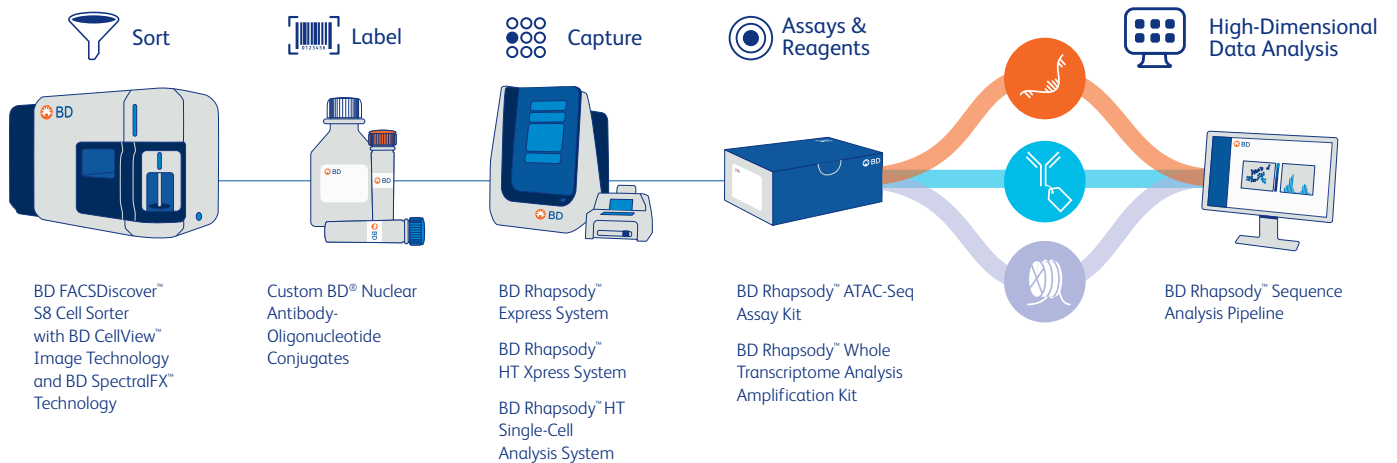 Sort
BD
BD FACSDiscover™
S8 Cell Sorter
with BD CellView™
Image Technology
and BD SpectralFX™
Technology
0123456
Label
BD
BD
BD
Custom BD® Nuclear
Antibody-
Oligonucleotide
Conjugates
Capture
BD
BD Rhapsody™
Express System
BD Rhapsody™
HT Xpress System
BD Rhapsody™ HT
Single-Cell
Analysis System
Assays &
Reagents
BD
BD Rhapsody™ ATAC-Seq
Assay Kit
BD Rhapsody™ Whole
Transcriptome Analysis
Amplification Kit
High-Dimensional
Data Analysis
BD
BD Rhapsody™ Sequence
Analysis Pipeline